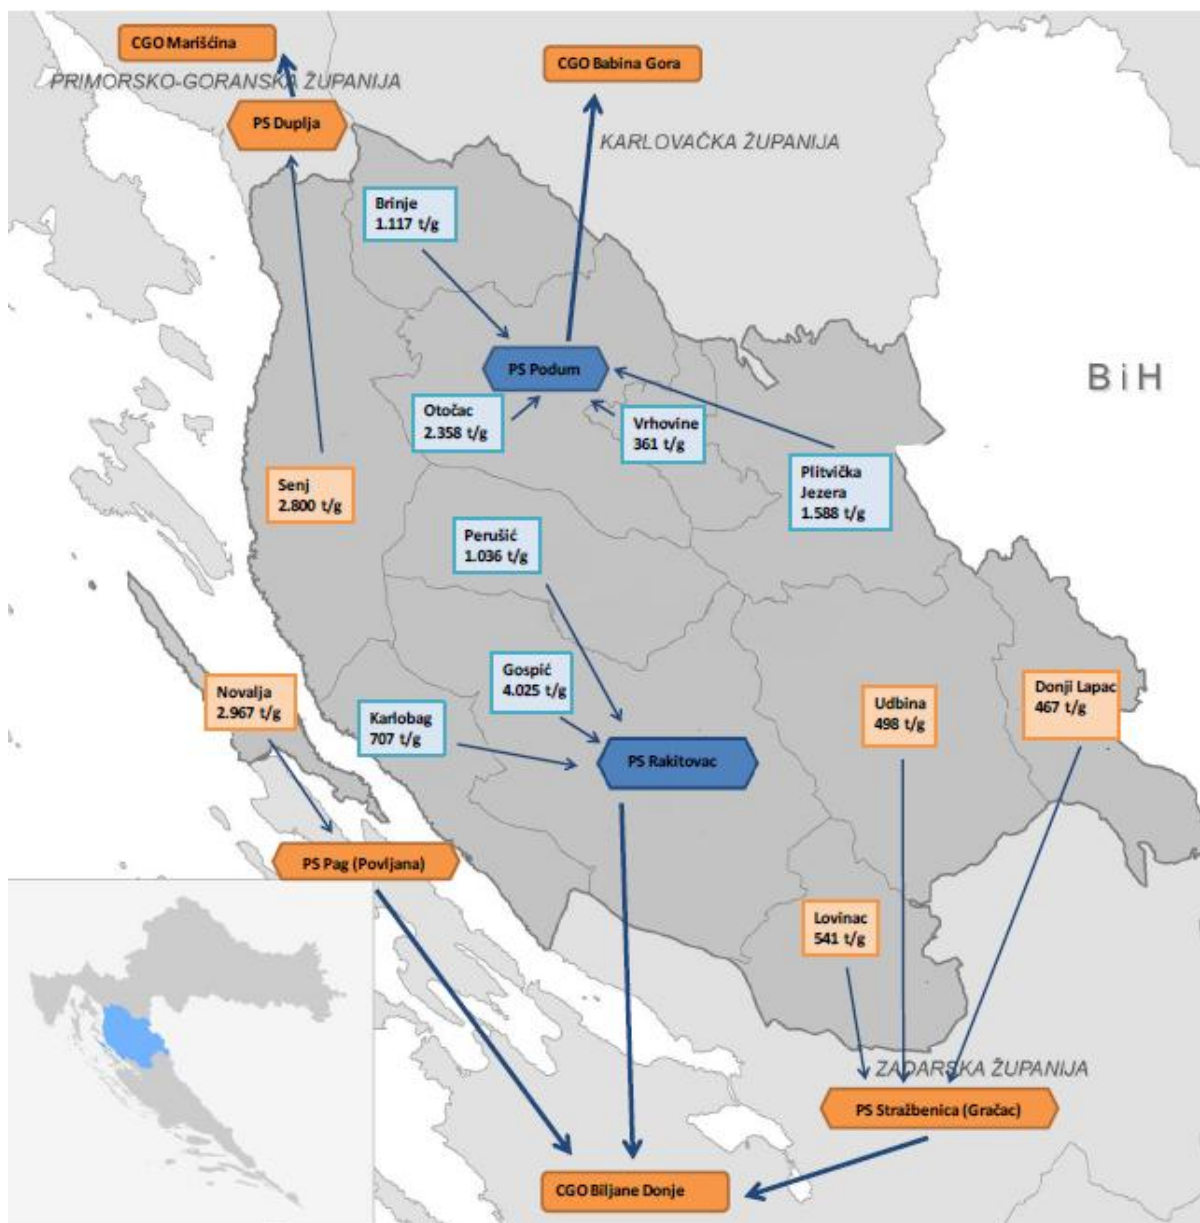 CGO Marišćina
PRIMORSKO-GORANSKA ŽUPANIJA
CGO Babina Gora
PS Duplja
KARLOVAČKA ŽUPANIJA
Brinje
1.117 t/g
PS Podum
BiH
Otočac
2.358 t/g
Vrhovine
361 t/g
Plitvička
Jezera
1.588 t/g
Senj
2.800 t/g
Perušić
1.036 t/g
Gospić
4.025 t/g
Novalja
2.967 t/g
Karlobag
707 t/g
Udbina
498 t/g
Donji Lapac
467 t/g
PS Rakitovac
PS Pag (Povljana)
Lovinac
541 t/g
ZADARSKA ŽUPANIJA
PS Stražbenica (Gračac)
CGO Biljane Donje